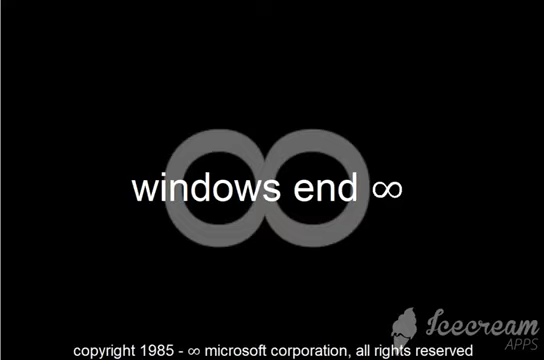 windows end ∞
Icecream
APPS
copyright 1985 - ∞ microsoft corporation, all rights reserved